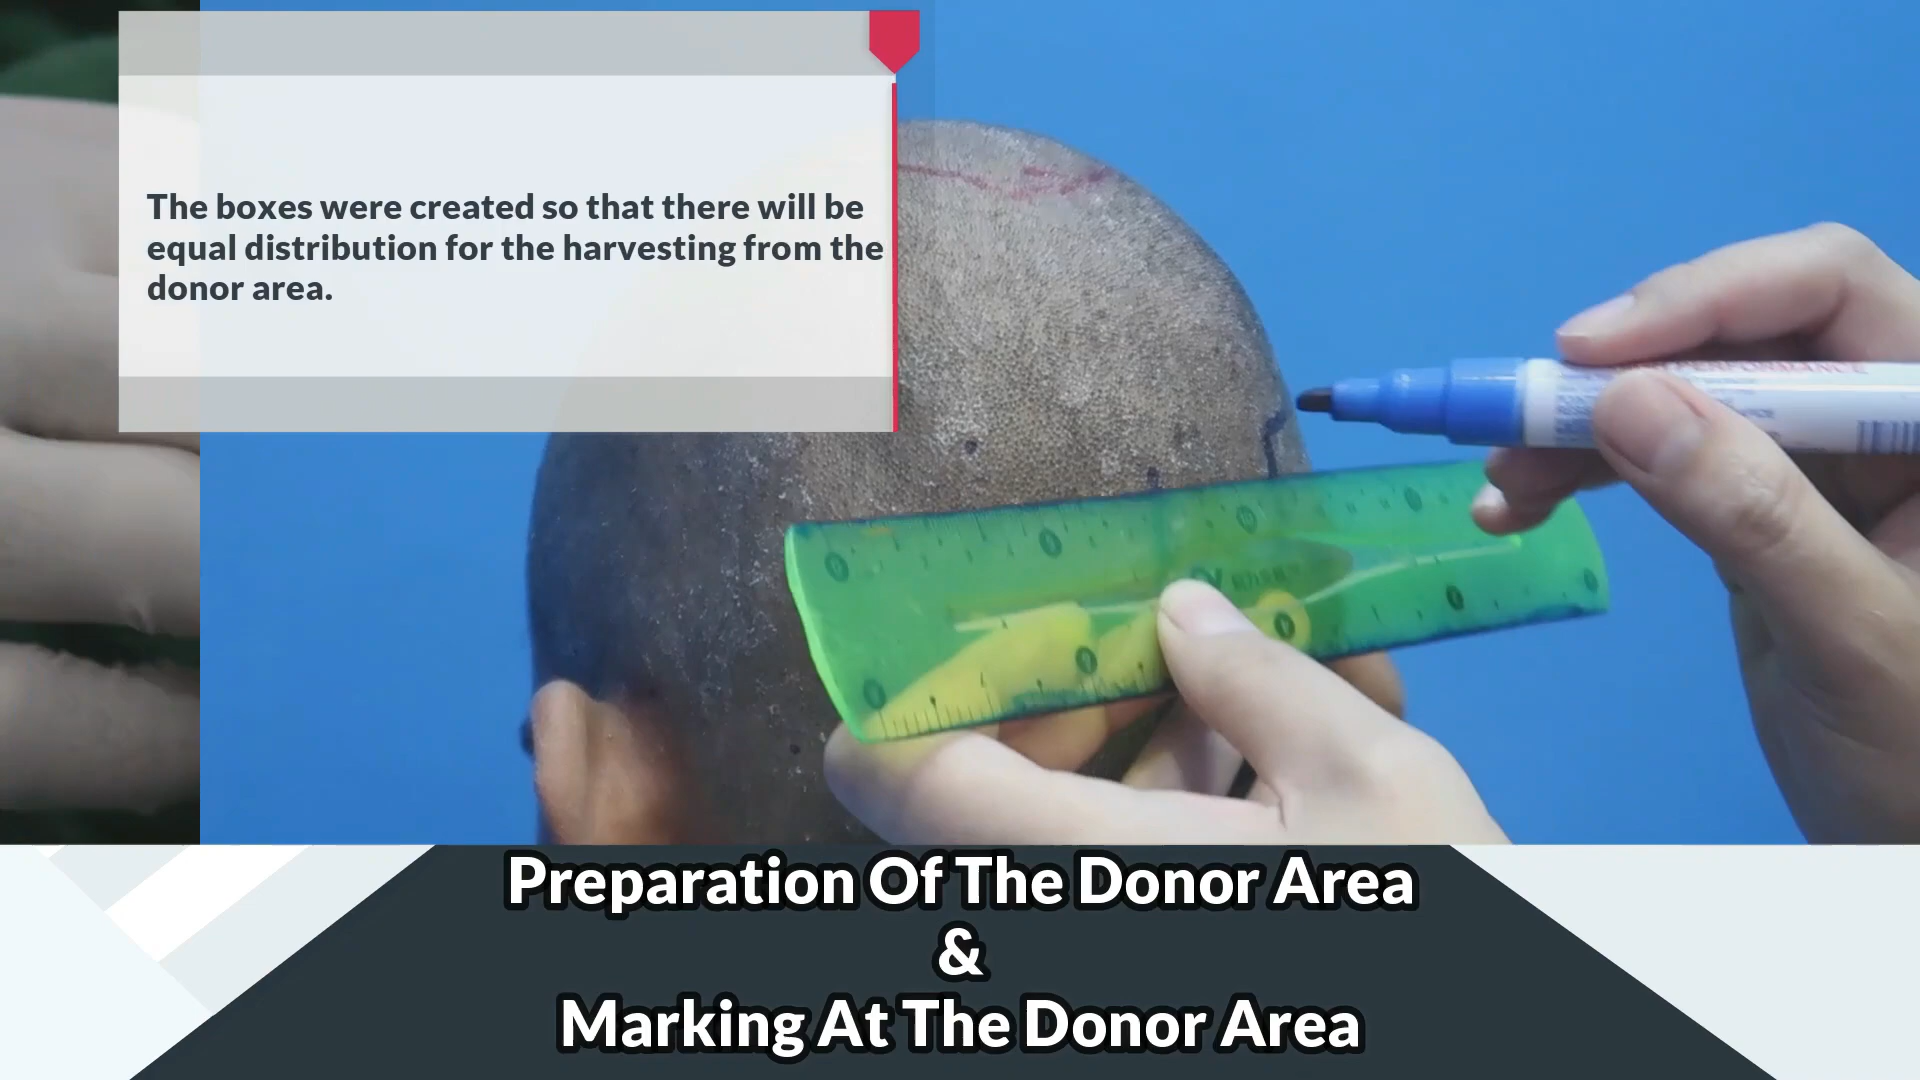 The boxes were created so that there will be
equal distribution for the harvesting from the
donor area.
Preparation Of The Donor Area
&
Marking At The Donor Area